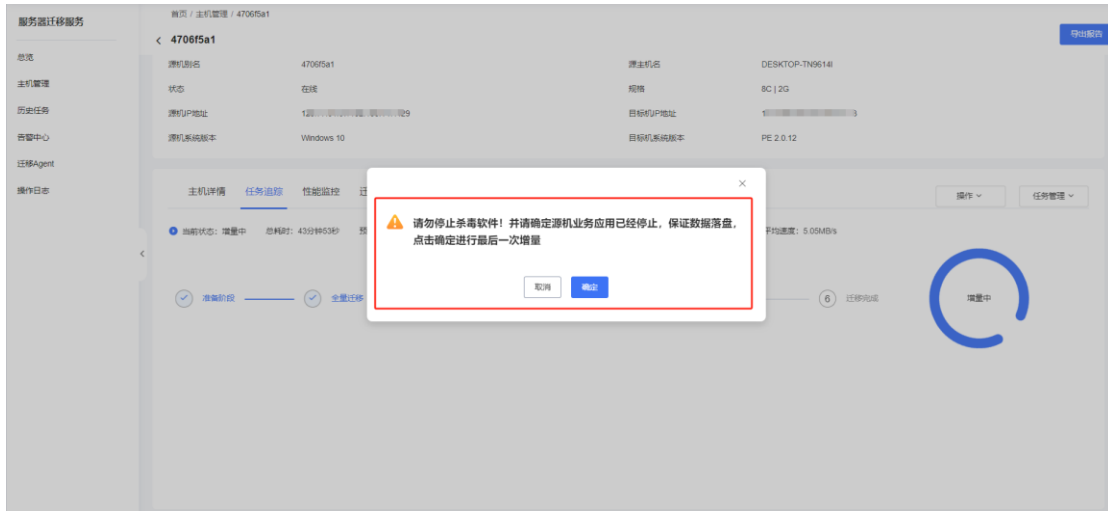 服务器迁移服务
总览
主机管理
历史任务
告警中心
迁移Agent
操作日志
首页 / 主机管理 / 4706f5a1
4706f5a1
导出报告
源机别名 4706f5a1 源主机名 DESKTOP-TN9614I
状态 在线 规格 8C | 2G
源机IP地址 目标机IP地址
源机系统版本 Windows 10 目标机系统版本 PE 2.0.12
主机详情 任务追踪 性能监控 操作 任务管理
当前状态：增量中 总耗时：43分钟53秒 平均速度：5.05MB/s
请勿停止杀毒软件！并请确定源机业务应用已经停止，保证数据落盘，
点击确定进行最后一次增量
取消 确定
准备阶段 全量迁移 6 迁移完成 增量中